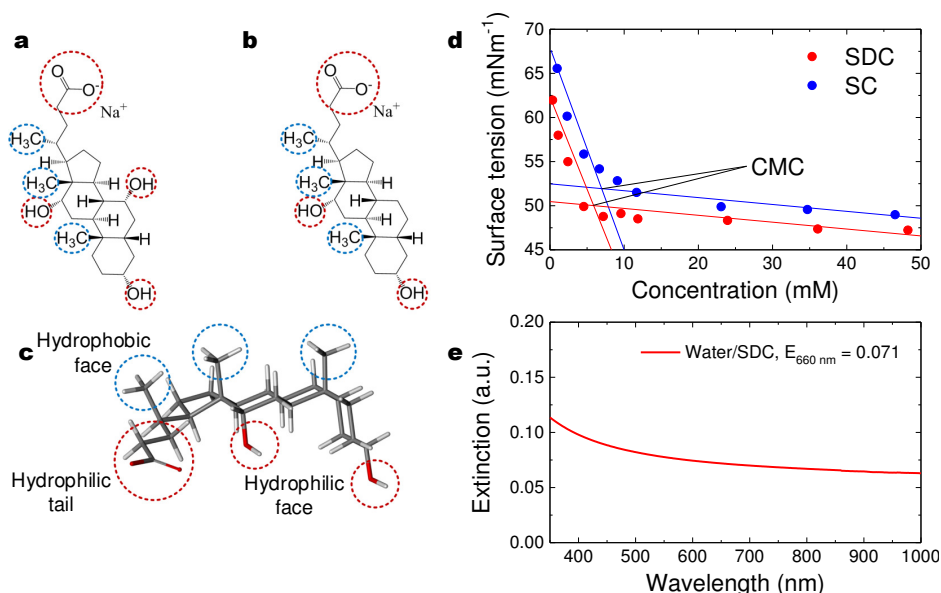 a
O
O-
Na+
H3C
H
H3C
H
OH
HO
H
H
H3C
H
OH
b
O
O-
Na+
H3C
H
H3C
H
HO
H
H
H3C
H
OH
c
Hydrophobic
face
Hydrophilic
tail
Hydrophilic
face
d
Surface tension (mNm-1)
70
65
60
55
50
45
SDC
SC
CMC
0
10
20
30
40
50
Concentration (mM)
e
Extinction (a.u.)
0.20
0.15
0.10
0.05
0.00
Water/SDC, E660 nm = 0.071
400
500
600
700
800
900
1000
Wavelength (nm)